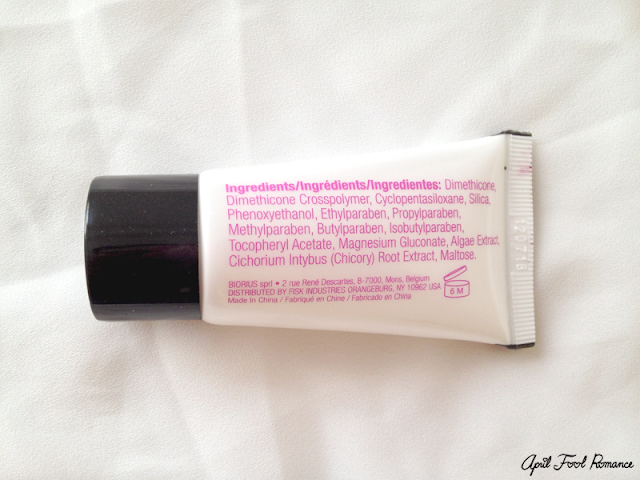 Ingredients/Ingrédients/Ingredientes: Dimethicone,
Dimethicone Crosspolymer, Cyclopentasiloxane, Silica,
Phenoxyethanol, Ethylparaben, Propylparaben,
Methylparaben, Butylparaben, Isobutylparaben,
Tocopheryl Acetate, Magnesium Gluconate, Algae Extract,
Cichorium Intybus (Chicory) Root Extract, Maltose.
BIORIUS sprl • 2 rue René Descartes, B-7000, Mons, Belgium
DISTRIBUTED BY FISK INDUSTRIES ORANGEBURG, NY 10962 USA
Made in China / Fabriqué en Chine / Fabricado en China
6 M
April Fool Romance